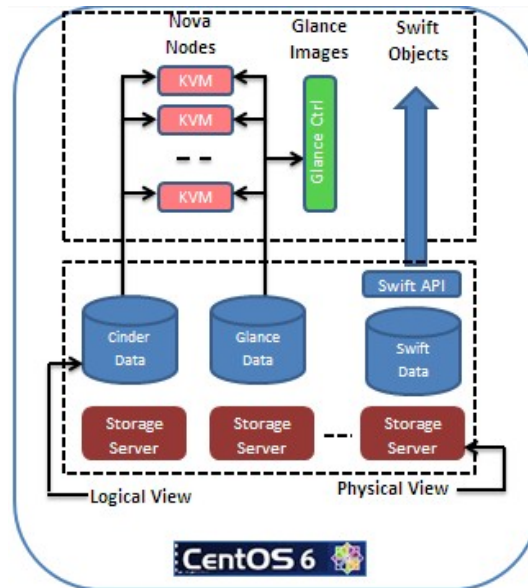 Nova
Nodes
Glance
Images
Swift
Objects
KVM
KVM
KVM
Glance Ctrl
Swift API
Cinder
Data
Glance
Data
Swift
Data
Storage
Server
Storage
Server
Storage
Server
Logical View
Physical View
CentOS 6